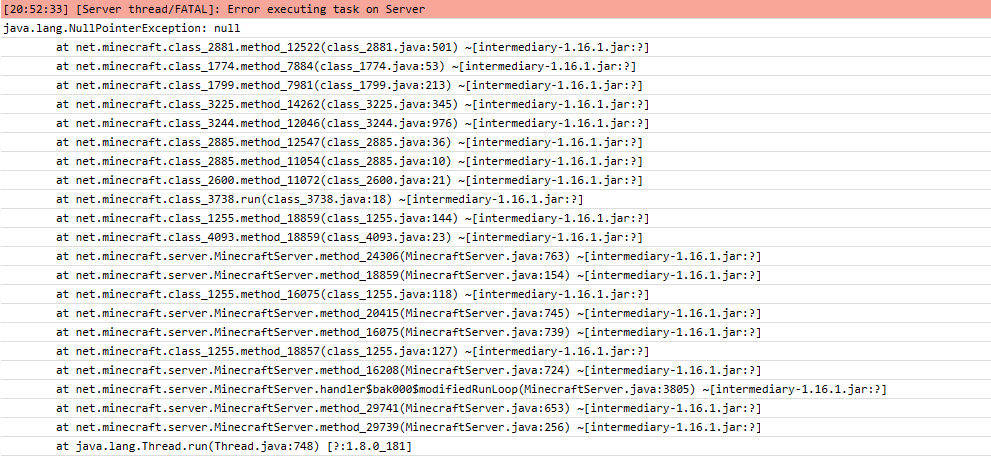 [20:52:33] [Server thread/FATAL]: Error executing task on Server
java.lang.NullPointerException: null
at net.minecraft.class_2881.method_12522(class_2881.java:501) ~[intermediary-1.16.1.jar:?]
at net.minecraft.class_1774.method_7884(class_1774.java:53) ~[intermediary-1.16.1.jar:?]
at net.minecraft.class_1799.method_7981(class_1799.java:213) ~[intermediary-1.16.1.jar:?]
at net.minecraft.class_3225.method_14262(class_3225.java:345) ~[intermediary-1.16.1.jar:?]
at net.minecraft.class_3244.method_12046(class_3244.java:976) ~[intermediary-1.16.1.jar:?]
at net.minecraft.class_2885.method_12547(class_2885.java:36) ~[intermediary-1.16.1.jar:?]
at net.minecraft.class_2885.method_11054(class_2885.java:10) ~[intermediary-1.16.1.jar:?]
at net.minecraft.class_2600.method_11072(class_2600.java:21) ~[intermediary-1.16.1.jar:?]
at net.minecraft.class_3738.run(class_3738.java:18) ~[intermediary-1.16.1.jar:?]
at net.minecraft.class_1255.method_18859(class_1255.java:144) ~[intermediary-1.16.1.jar:?]
at net.minecraft.class_4093.method_18859(class_4093.java:23) ~[intermediary-1.16.1.jar:?]
at net.minecraft.server.MinecraftServer.method_24306(MinecraftServer.java:763) ~[intermediary-1.16.1.jar:?]
at net.minecraft.server.MinecraftServer.method_18859(MinecraftServer.java:154) ~[intermediary-1.16.1.jar:?]
at net.minecraft.class_1255.method_16075(class_1255.java:118) ~[intermediary-1.16.1.jar:?]
at net.minecraft.server.MinecraftServer.method_20415(MinecraftServer.java:745) ~[intermediary-1.16.1.jar:?]
at net.minecraft.server.MinecraftServer.method_16075(MinecraftServer.java:739) ~[intermediary-1.16.1.jar:?]
at net.minecraft.class_1255.method_18857(class_1255.java:127) ~[intermediary-1.16.1.jar:?]
at net.minecraft.server.MinecraftServer.method_16208(MinecraftServer.java:724) ~[intermediary-1.16.1.jar:?]
at net.minecraft.server.MinecraftServer.handler$bak000$modifiedRunLoop(MinecraftServer.java:3805) ~[intermediary-1.16.1.jar:?]
at net.minecraft.server.MinecraftServer.method_29741(MinecraftServer.java:653) ~[intermediary-1.16.1.jar:?]
at net.minecraft.server.MinecraftServer.method_29739(MinecraftServer.java:256) ~[intermediary-1.16.1.jar:?]
at java.lang.Thread.run(Thread.java:748) [?:1.8.0_181]